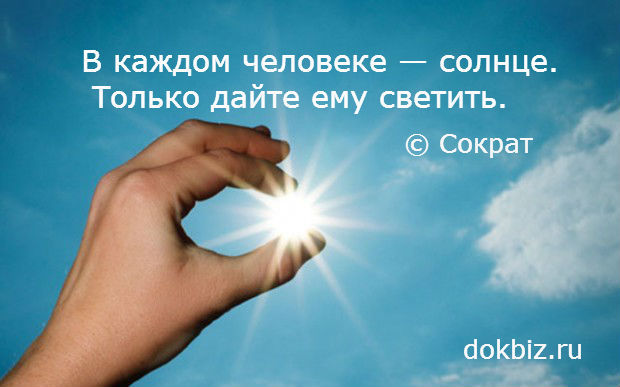 В каждом человеке — солнце.
Только дайте ему светить.
© Сократ
dokbiz.ru